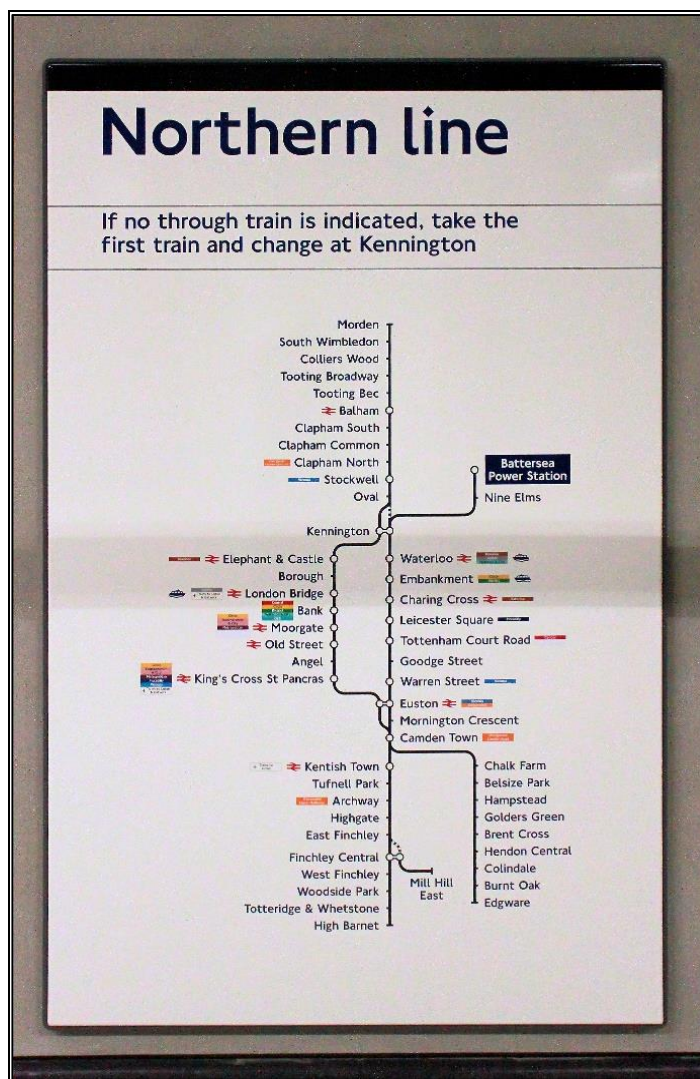 Northern line
If no through train is indicated, take the
first train and change at Kennington
Morden
South Wimbledon
Colliers Wood
Tooting Broadway
Tooting Bec
Balham
Clapham South
Clapham Common
Clapham North
Stockwell
Oval
Battersea
Power Station
Nine Elms
Kennington
Elephant & Castle
Borough
London Bridge
Bank
Moorgate
Old Street
Angel
King's Cross St Pancras
Waterloo
Embankment
Charing Cross
Leicester Square
Tottenham Court Road
Goodge Street
Warren Street
Euston
Mornington Crescent
Camden Town
Kentish Town
Tufnell Park
Archway
Highgate
East Finchley
Finchley Central
West Finchley
Woodside Park
Totteridge & Whetstone
High Barnet
Mill Hill
East
Chalk Farm
Belsize Park
Hampstead
Golders Green
Brent Cross
Hendon Central
Colindale
Burnt Oak
Edgware